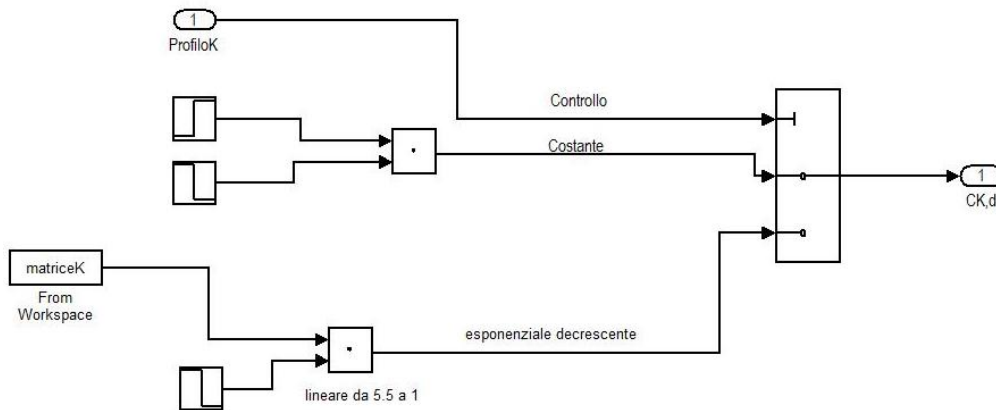 1
ProfiloK
Controllo
Costante
1
CK,d
matriceK
From
Workspace
esponenziale decrescente
lineare da 5.5 a 1